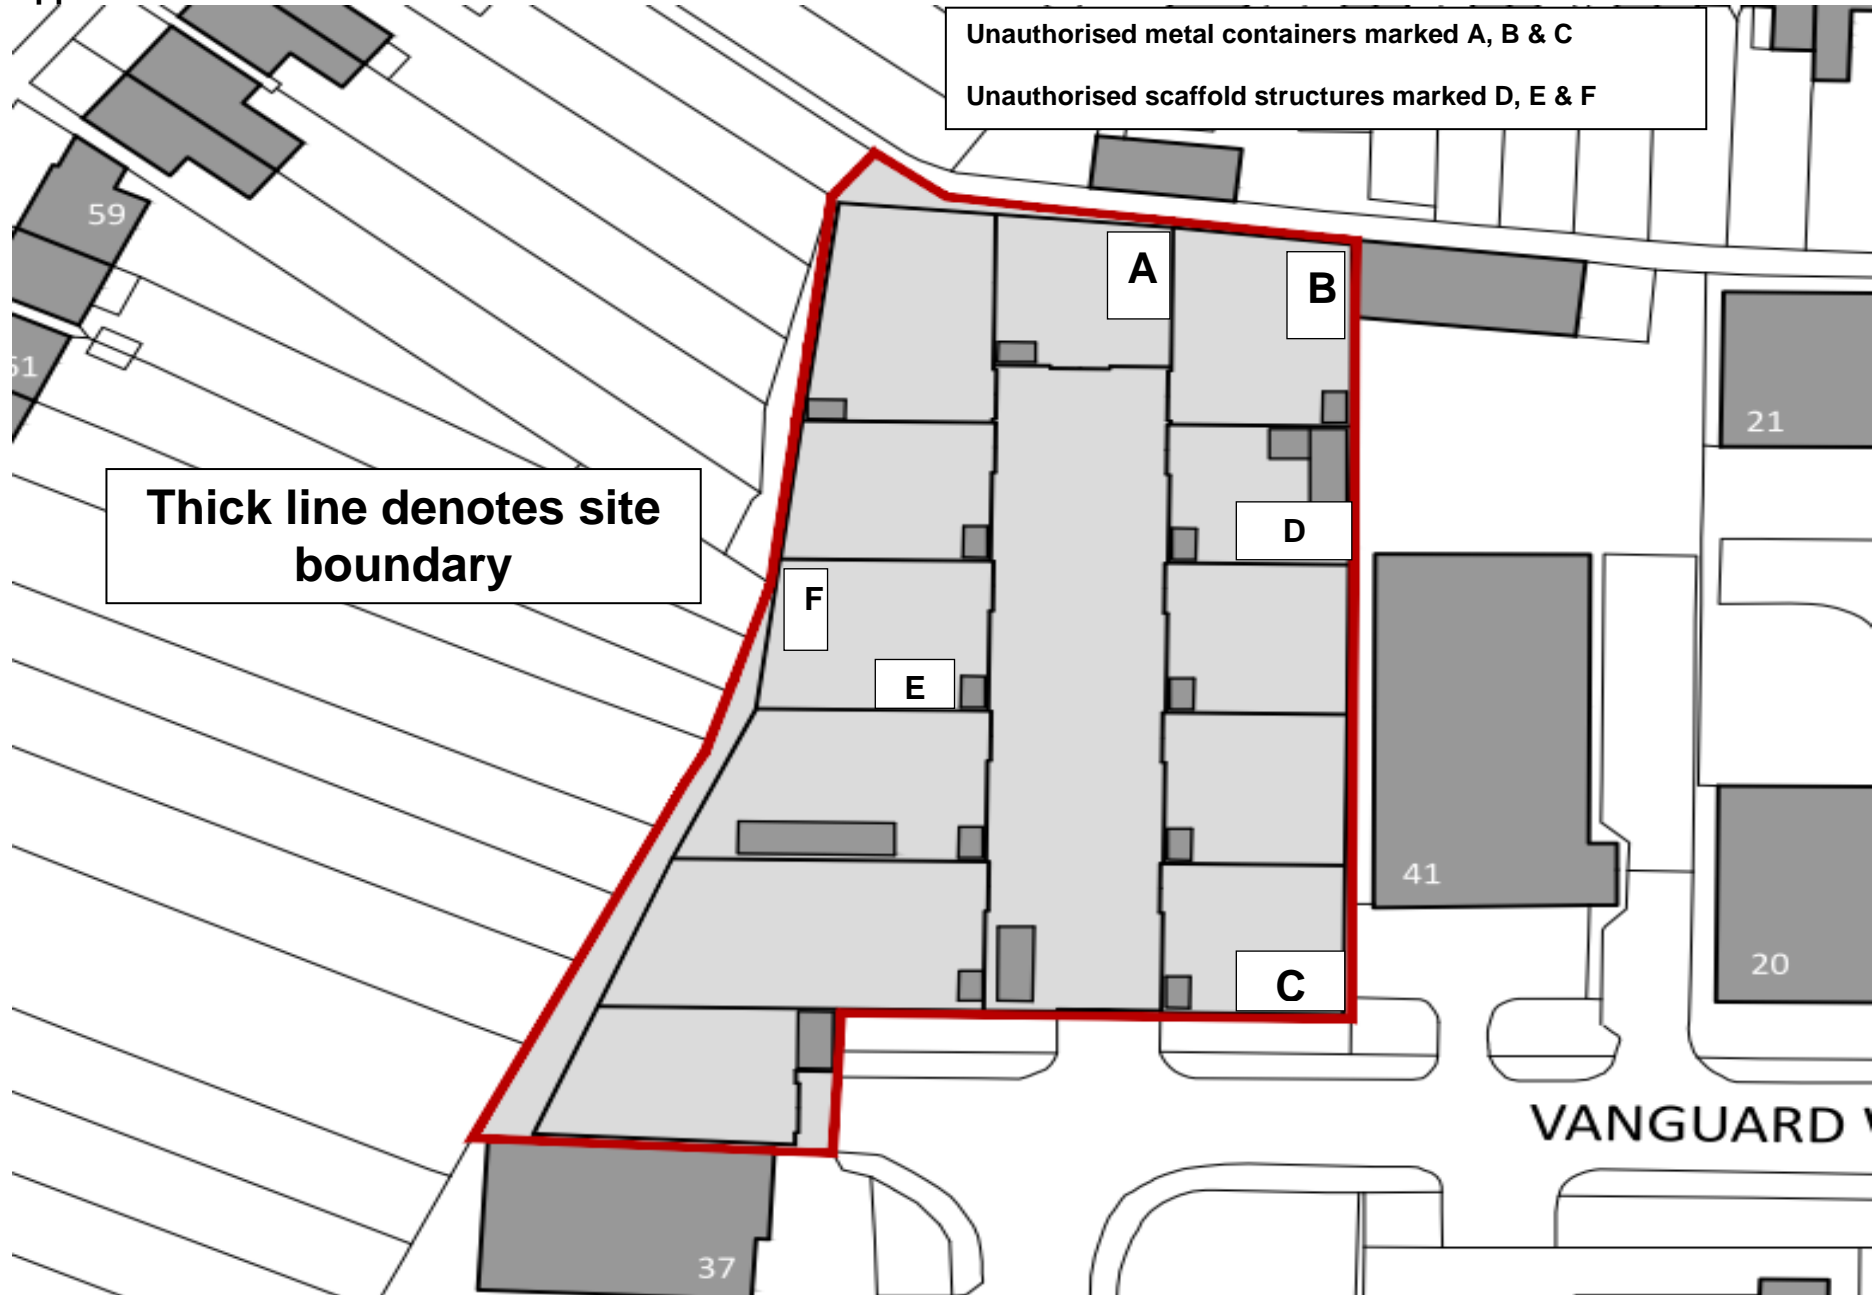 Unauthorised metal containers marked A, B & C
Unauthorised scaffold structures marked D, E & F
59
A
B
51
21
Thick line denotes site
boundary
D
F
E
41
20
C
VANGUARD
37